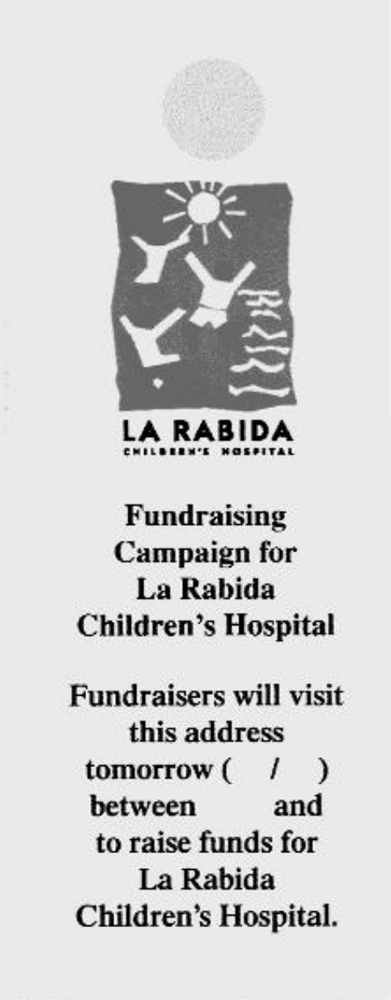 LA RABIDA
CHILDREN'S HOSPITAL
Fundraising
Campaign for
La Rabida
Children's Hospital
Fundraisers will visit
this address
tomorrow (    /    )
between        and
to raise funds for
La Rabida
Children's Hospital.